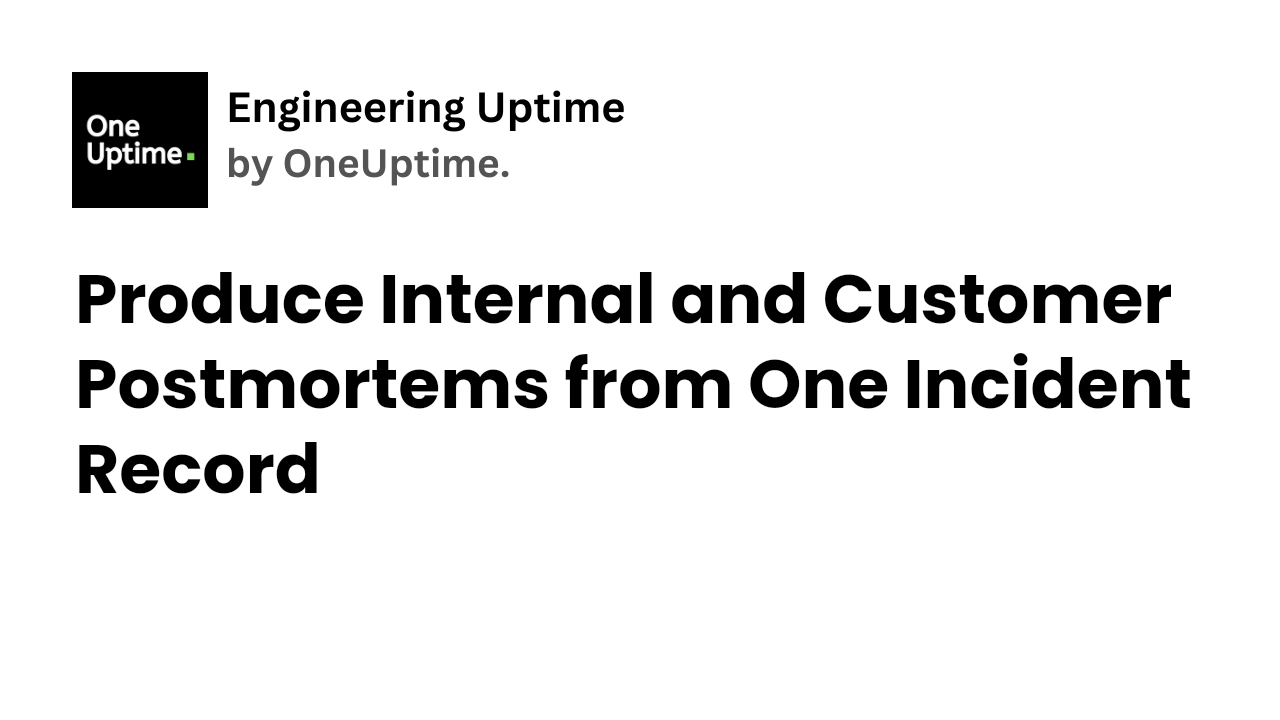 One
Uptime.
Engineering Uptime
by OneUptime.
Produce Internal and Customer
Postmortems from One Incident
Record